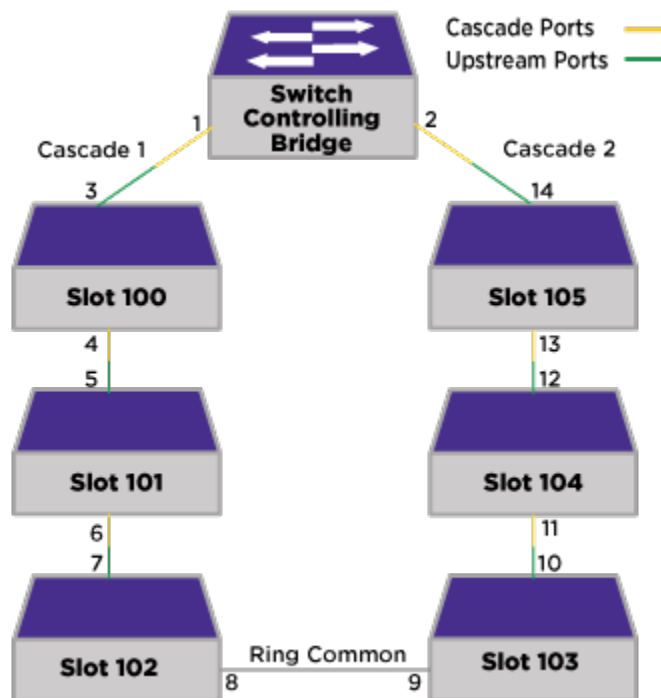 Cascade Ports
Upstream Ports
Switch
Controlling
Bridge
1
2
Cascade 1
Cascade 2
3
14
Slot 100
Slot 105
4
13
5
12
Slot 101
Slot 104
6
11
7
10
Slot 102
Ring Common
Slot 103
8
9